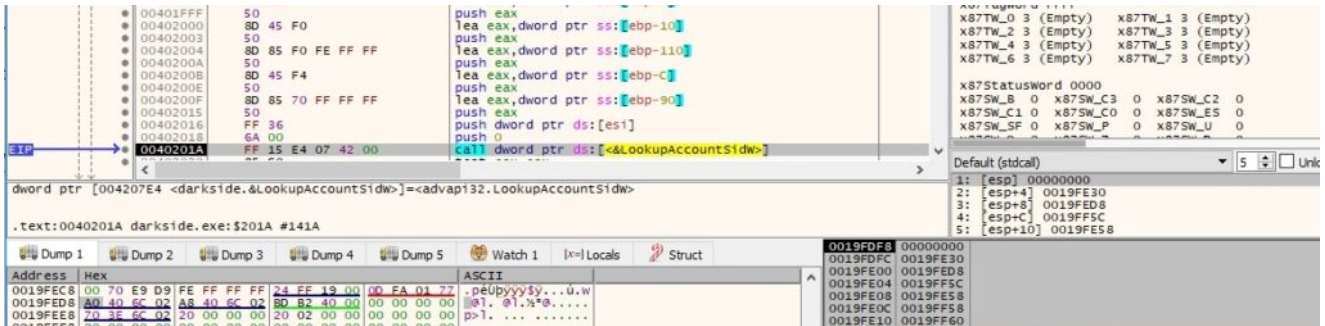 00401FFF 50 push eax
00402000 8D 45 F0 lea eax,dword ptr ss:[ebp-10]
00402003 50 push eax
00402004 8D 85 F0 FE FF FF lea eax,dword ptr ss:[ebp-110]
0040200A 50 push eax
0040200B 8D 45 F4 lea eax,dword ptr ss:[ebp-C]
0040200E 50 push eax
0040200F 8D 85 70 FF FF FF lea eax,dword ptr ss:[ebp-90]
00402015 50 push eax
00402016 FF 36 push dword ptr ds:[esi]
00402018 6A 00 push 0
EIP 0040201A FF 15 E4 07 42 00 call dword ptr ds:[<&LookupAccountSidW>]
dword ptr [004207E4 <darkside.&LookupAccountSidW>]=<advapi32.LookupAccountSidW>
.text:0040201A darkside.exe:$201A #141A
x87TW_0 3 (Empty) x87TW_1 3 (Empty)
x87TW_2 3 (Empty) x87TW_3 3 (Empty)
x87TW_4 3 (Empty) x87TW_5 3 (Empty)
x87TW_6 3 (Empty) x87TW_7 3 (Empty)
x87StatusWord 0000
x87SW_B 0 x87SW_C3 0 x87SW_C2 0
x87SW_C1 0 x87SW_C0 0 x87SW_ES 0
x87SW_SF 0 x87SW_P 0 x87SW_U 0
Default (stdcall) 5
1: [esp] 00000000
2: [esp+4] 0019FE30
3: [esp+8] 0019FED8
4: [esp+C] 0019FF5C
5: [esp+10] 0019FE58
Dump 1 Dump 2 Dump 3 Dump 4 Dump 5 Watch 1 [x=] Locals Struct
Address Hex ASCII
0019FEC8 00 70 E9 D9 FE FF FF FF 24 FF 19 00 0D FA 01 77 .péÙþÿÿÿ$ÿ...ú.w
0019FED8 A0 40 6C 02 A8 40 6C 02 BD B2 40 00 00 00 00 00
0019FEE8 70 3E 6C 02 20 00 00 00 20 02 00 00 00 00 00 00 p>l. ... .......
0019FDF8 00000000
0019FDFC 0019FE30
0019FE00 0019FED8
0019FE04 0019FF5C
0019FE08 0019FE58
0019FE0C 0019FF58
0019FE10 0019FF60